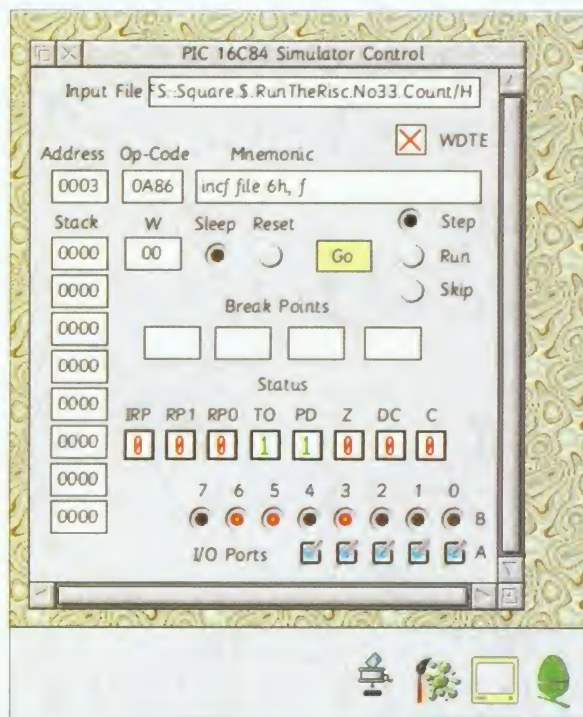 PIC 16C84 Simulator Control
Input File FS::Square.$.RunTheRisc.No33.Count/H
WDTE
Address Op-Code Mnemonic
0003 0A86 incf file 6h, f
Stack W Sleep Reset Step
0000 00 Go Run
0000 Skip
Break Points
0000
0000
Status
0000
IRP RP1 RP0 TO PD Z DC C
0000 0 0 0 1 1 0 0 0
0000
7 6 5 4 3 2 1 0
0000 B
I/O Ports A